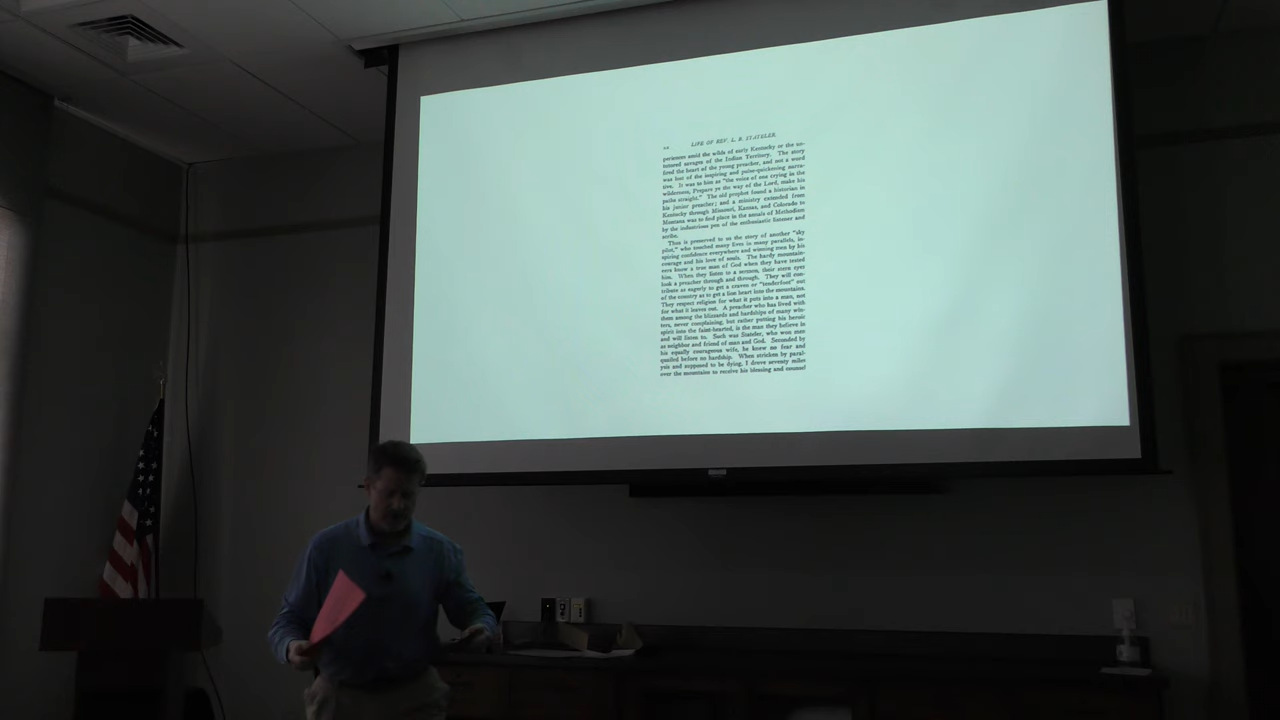 LIFE OF REV. L. B. STATELER.
periences amid the wilds of early Kentucky or the un-
tutored savages of the Indian Territory. The story
fired the heart of the young preacher, and not a word
was lost of the inspiring and pulse-quickening narra-
tive. It was to him as "the voice of one crying in the
wilderness, Prepare ye the way of the Lord, make his
paths straight." The old prophet found a historian in
his junior preacher; and a ministry extended from
Kentucky through Missouri, Kansas, and Colorado to
Montana was to find place in the annals of Methodism
by the industrious pen of the enthusiastic listener and
scribe.
Thus is preserved to us the story of another "sky
pilot," who touched many lives in many parallels, in-
spiring confidence everywhere and winning men by his
courage and his love of souls. The hardy mountain-
eers know a true man of God when they have tested
him. When they listen to a sermon, their stern eyes
look a preacher through and through. They will con-
tribute as eagerly to get a craven or "tenderfoot" out
of the country as to get a lion heart into the mountains.
They respect religion for what it puts into a man, not
for what it leaves out. A preacher who has lived with
them among the blizzards and hardships of many win-
ters, never complaining, but rather putting his heroic
spirit into the faint-hearted, is the man they believe in
and will listen to. Such was Stateler, who won men
as neighbor and friend of man and God. Seconded by
his equally courageous wife, he knew no fear and
quailed before no hardship. When stricken by paral-
ysis and supposed to be dying, I drove seventy miles
over the mountains to receive his blessing and counsel